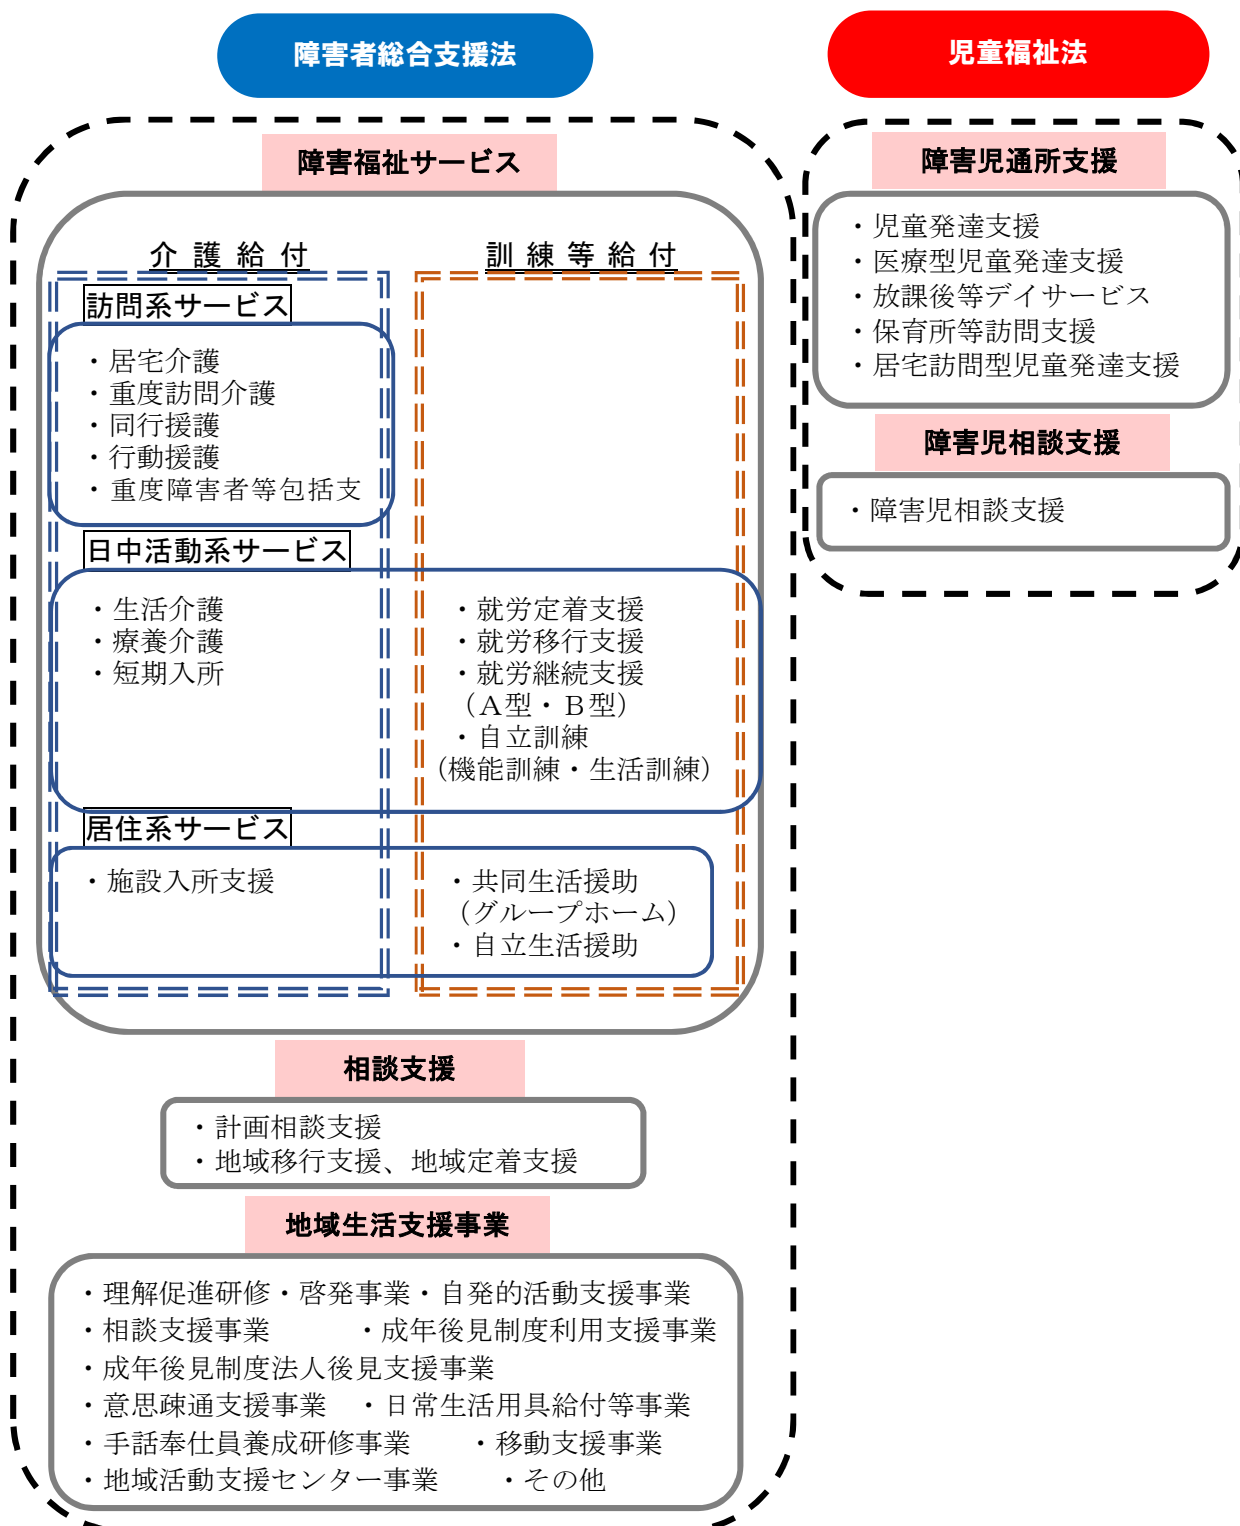 障害者総合支援法
障害福祉サービス
介護給付
訪問系サービス
・居宅介護
・重度訪問介護
・同行援護
・行動援護
・重度障害者等包括支
訓練等給付
日中活動系サービス
・生活介護
・療養介護
・短期入所
・就労定着支援
・就労移行支援
・就労継続支援
（Ａ型・Ｂ型）
・自立訓練
（機能訓練・生活訓練）
居住系サービス
・施設入所支援
・共同生活援助
（グループホーム）
・自立生活援助
相談支援
・計画相談支援
・地域移行支援、地域定着支援
地域生活支援事業
・理解促進研修・啓発事業・自発的活動支援事業
・相談支援事業　　　・成年後見制度利用支援事業
・成年後見制度法人後見支援事業
・意思疎通支援事業　・日常生活用具給付等事業
・手話奉仕員養成研修事業　　・移動支援事業
・地域活動支援センター事業　　・その他
児童福祉法
障害児通所支援
・児童発達支援
・医療型児童発達支援
・放課後等デイサービス
・保育所等訪問支援
・居宅訪問型児童発達支援
障害児相談支援
・障害児相談支援